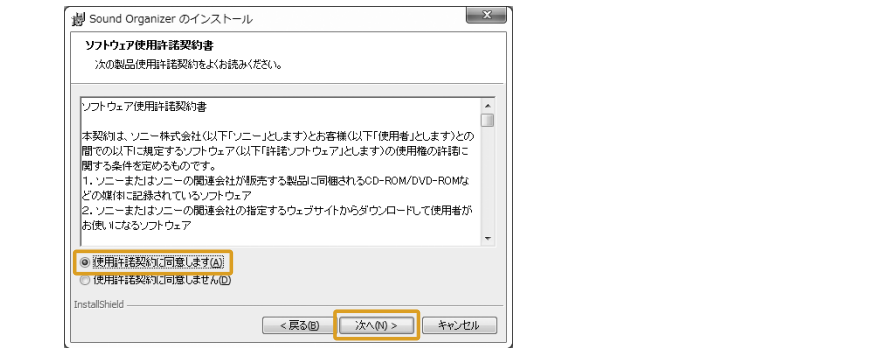 Sound Organizer のインストール
ソフトウェア使用許諾契約書
次の製品使用許諾契約をよくお読みください。
ソフトウェア使用許諾契約書
本契約は、ソニー株式会社（以下「ソニー」とします）とお客様（以下「使用者」とします）との
間での以下に規定するソフトウェア（以下「許諾ソフトウェア」とします）の使用権の許諾に
関する条件を定めるものです。
1. ソニーまたはソニーの関連会社が販売する製品に同梱されるCD-ROM/DVD-ROMな
どの媒体に記録されているソフトウェア
2. ソニーまたはソニーの関連会社の指定するウェブサイトからダウンロードして使用者が
お使いになるソフトウェア
使用許諾契約に同意します(A)
使用許諾契約に同意しません(D)
InstallShield
< 戻る(B)
次へ(N) >
キャンセル